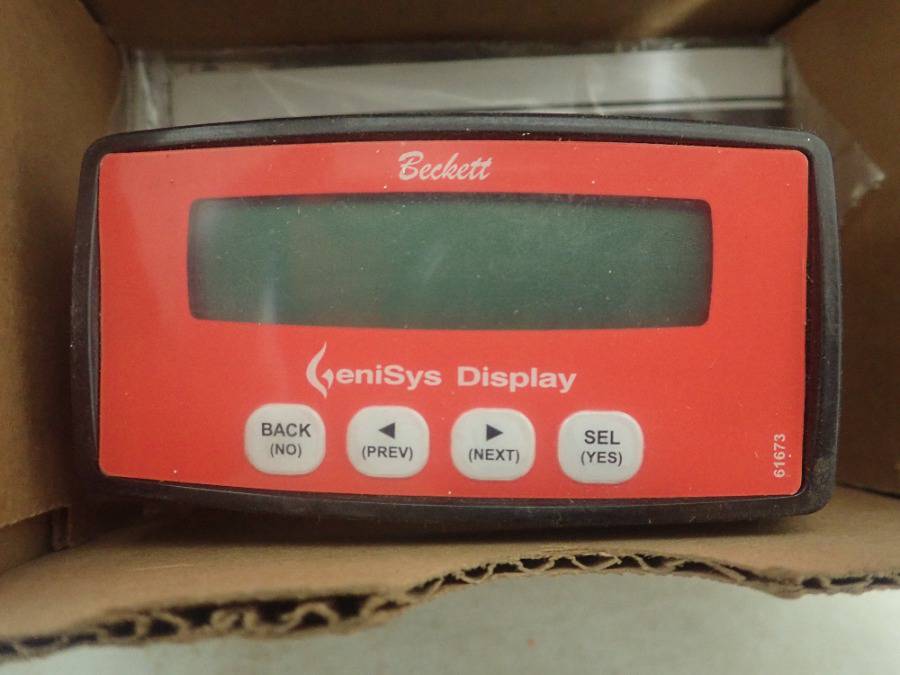 Beckett
GeniSys Display
BACK
(NO)
◀
(PREV)
▶
(NEXT)
SEL
(YES)
61673